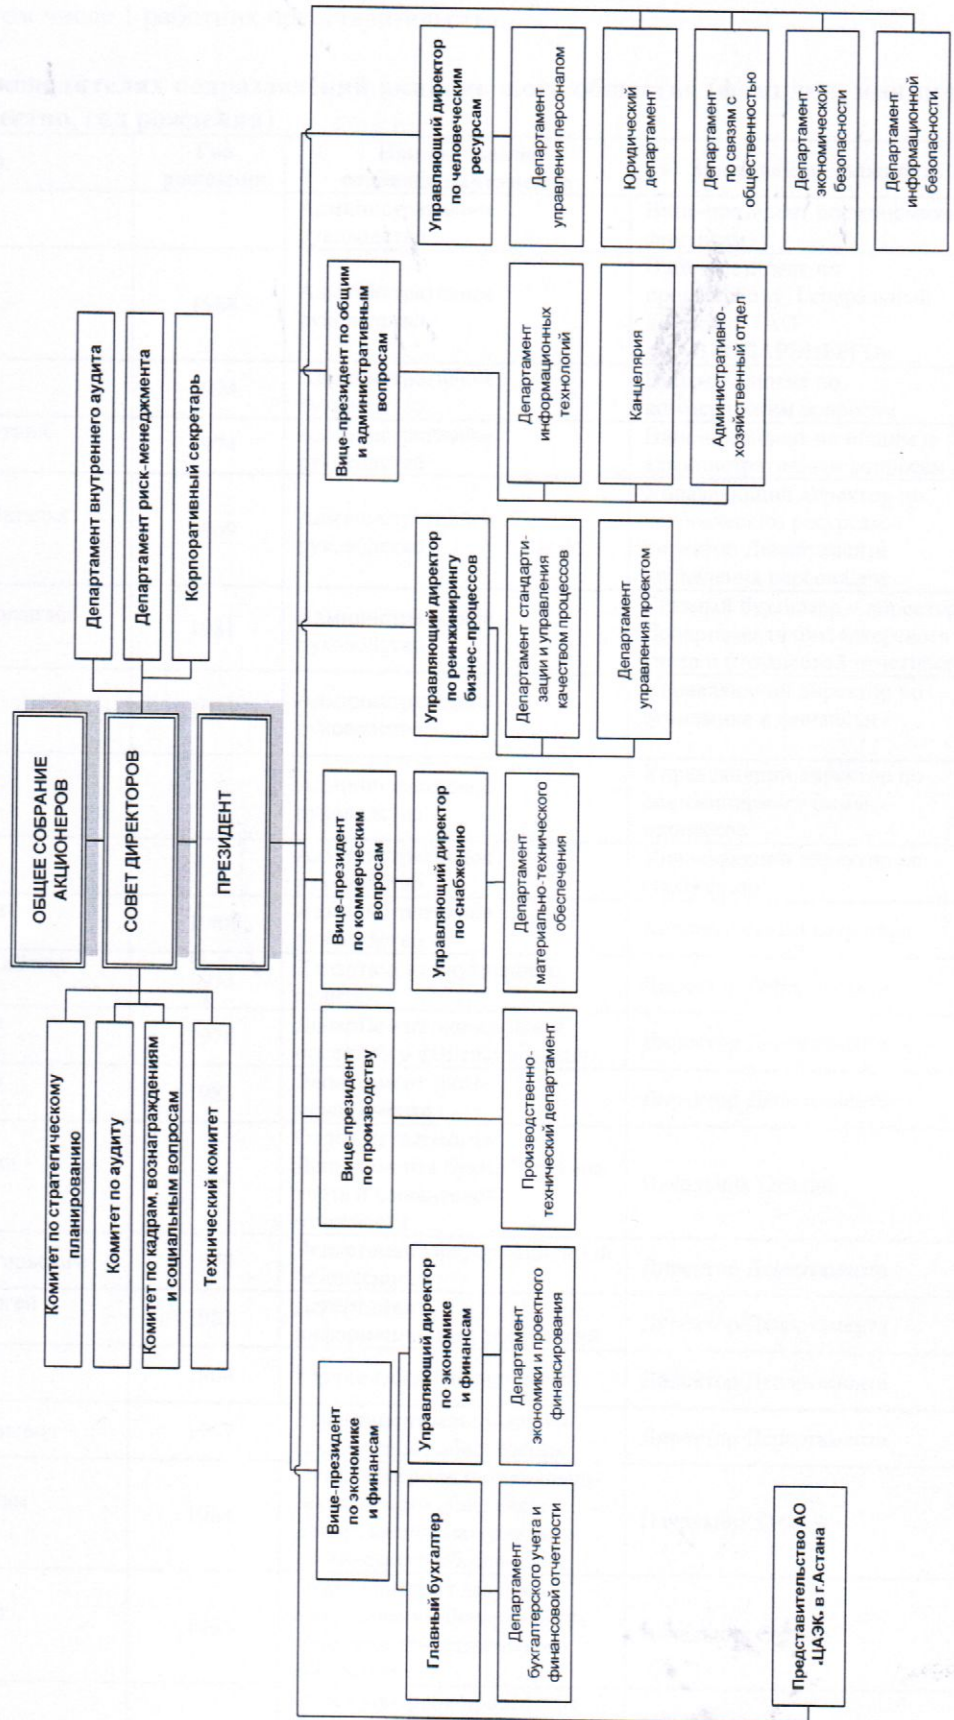 ОБЩЕЕ СОБРАНИЕ
АКЦИОНЕРОВ
СОВЕТ ДИРЕКТОРОВ
ПРЕЗИДЕНТ
Комитет по стратегическому
планированию
Комитет по аудиту
Комитет по кадрам, вознаграждениям
и социальным вопросам
Технический комитет
Департамент внутреннего аудита
Департамент риск-менеджмента
Корпоративный секретарь
Вице-президент
по экономике
и финансам
Главный бухгалтер
Управляющий директор
по экономике
и финансам
Департамент
бухгалтерского учета и
финансовой отчетности
Департамент
экономики и проектного
финансирования
Вице-президент
по производству
Производственно-
технический департамент
Вице-президент
по коммерческим
вопросам
Управляющий директор
по снабжению
Департамент
материально-технического
обеспечения
Управляющий директор
по реинжинирингу
бизнес-процессов
Департамент стандарти-
зации и управления
качеством процессов
Департамент
управления проектом
Вице-президент по общим
и административным
вопросам
Департамент
информационных
технологий
Канцелярия
Административно-
хозяйственный отдел
Управляющий директор
по человеческим
ресурсам
Департамент
управления персоналом
Юридический
департамент
Департамент
по связям с
общественностью
Департамент
экономической
безопасности
Департамент
информационной
безопасности
Представительство АО
«ЦАЭК» в г.Астана